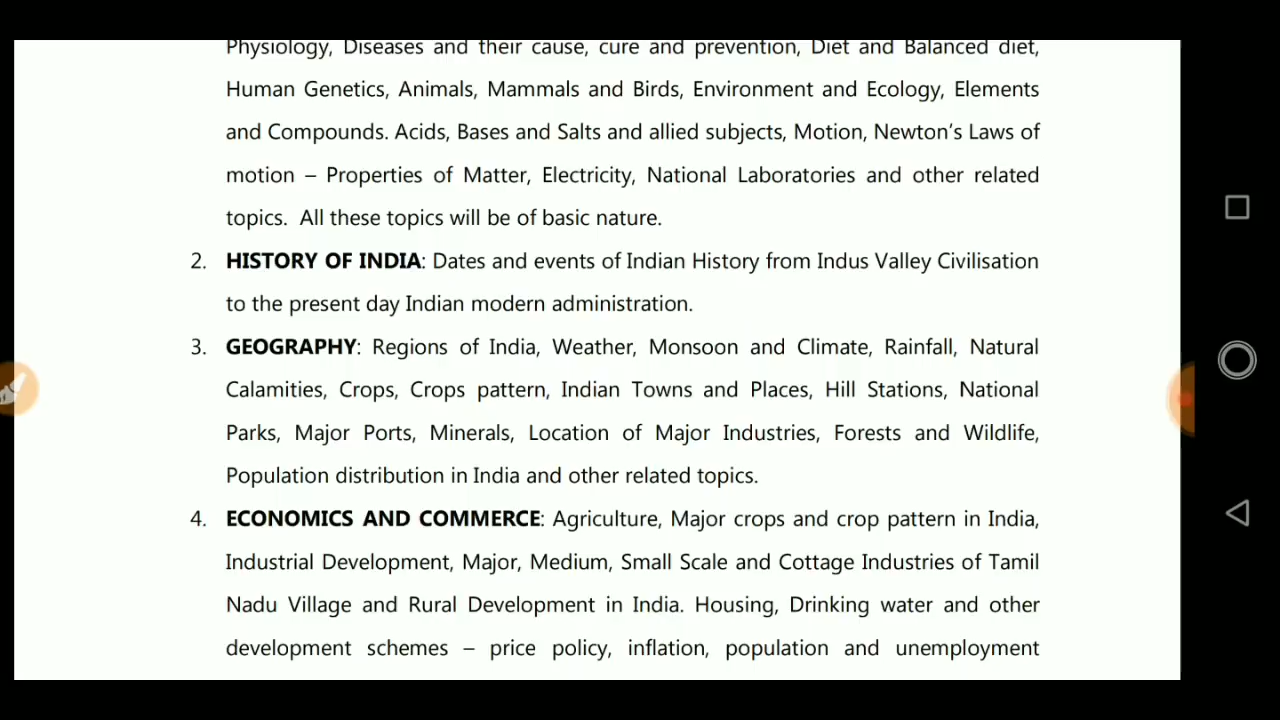 Physiology, Diseases and their cause, cure and prevention, Diet and Balanced diet,
Human Genetics, Animals, Mammals and Birds, Environment and Ecology, Elements
and Compounds. Acids, Bases and Salts and allied subjects, Motion, Newton’s Laws of
motion – Properties of Matter, Electricity, National Laboratories and other related
topics.  All these topics will be of basic nature.
2. HISTORY OF INDIA: Dates and events of Indian History from Indus Valley Civilisation
to the present day Indian modern administration.
3. GEOGRAPHY: Regions of India, Weather, Monsoon and Climate, Rainfall, Natural
Calamities, Crops, Crops pattern, Indian Towns and Places, Hill Stations, National
Parks, Major Ports, Minerals, Location of Major Industries, Forests and Wildlife,
Population distribution in India and other related topics.
4. ECONOMICS AND COMMERCE: Agriculture, Major crops and crop pattern in India,
Industrial Development, Major, Medium, Small Scale and Cottage Industries of Tamil
Nadu Village and Rural Development in India. Housing, Drinking water and other
development schemes – price policy, inflation, population and unemployment